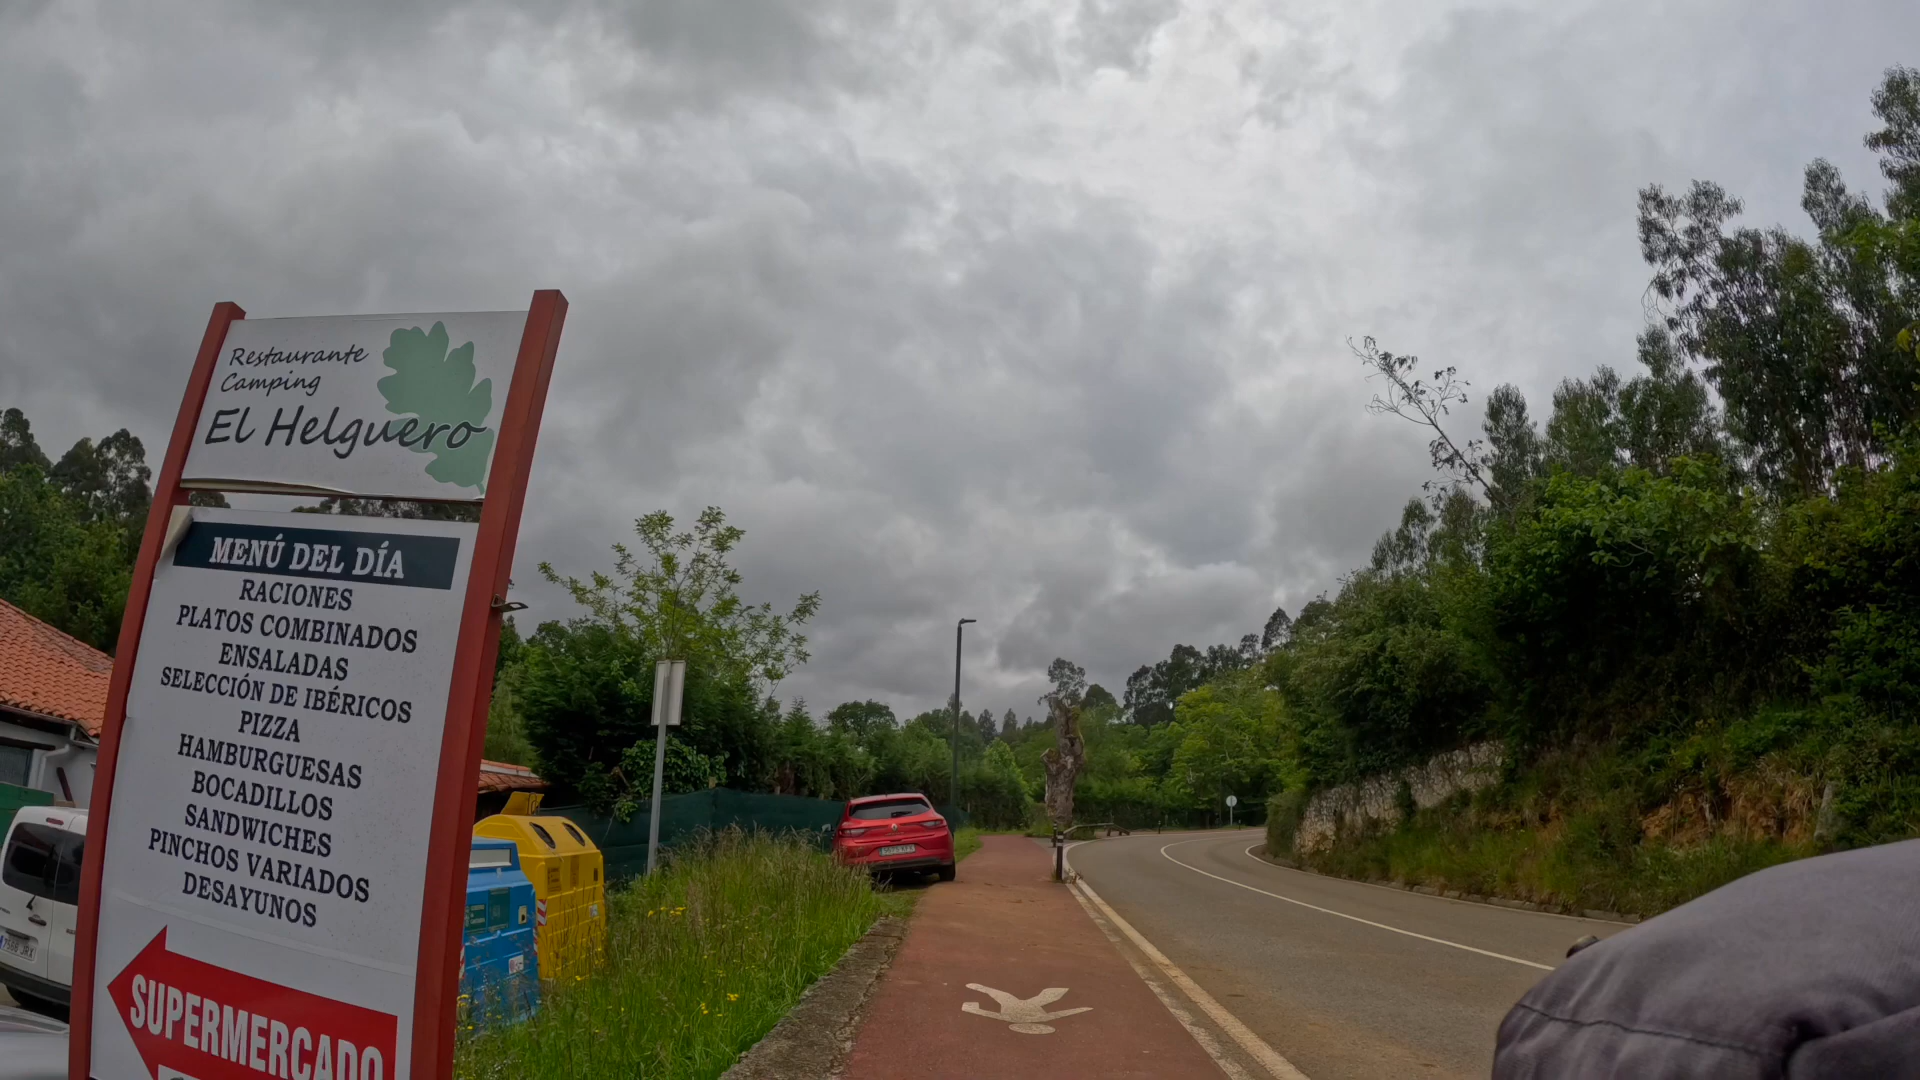 Restaurante
Camping
El Helguero
MENÚ DEL DÍA
RACIONES
PLATOS COMBINADOS
ENSALADAS
SELECCIÓN DE IBÉRICOS
PIZZA
HAMBURGUESAS
BOCADILLOS
SANDWICHES
PINCHOS VARIADOS
DESAYUNOS
SUPERMERCADO